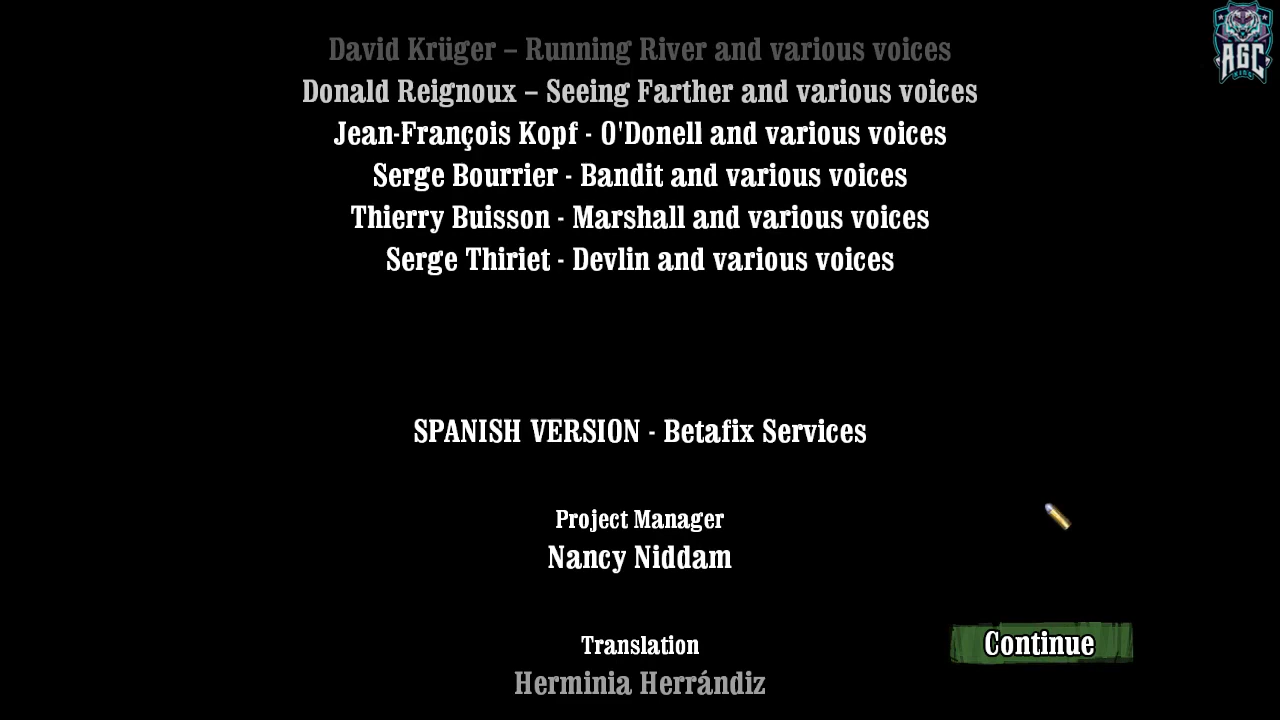 AGC
KIDS
David Krüger – Running River and various voices
Donald Reignoux – Seeing Farther and various voices
Jean-François Kopf - O'Donell and various voices
Serge Bourrier - Bandit and various voices
Thierry Buisson - Marshall and various voices
Serge Thiriet - Devlin and various voices
SPANISH VERSION - Betafix Services
Project Manager
Nancy Niddam
Translation
Herminia Herrándiz
Continue